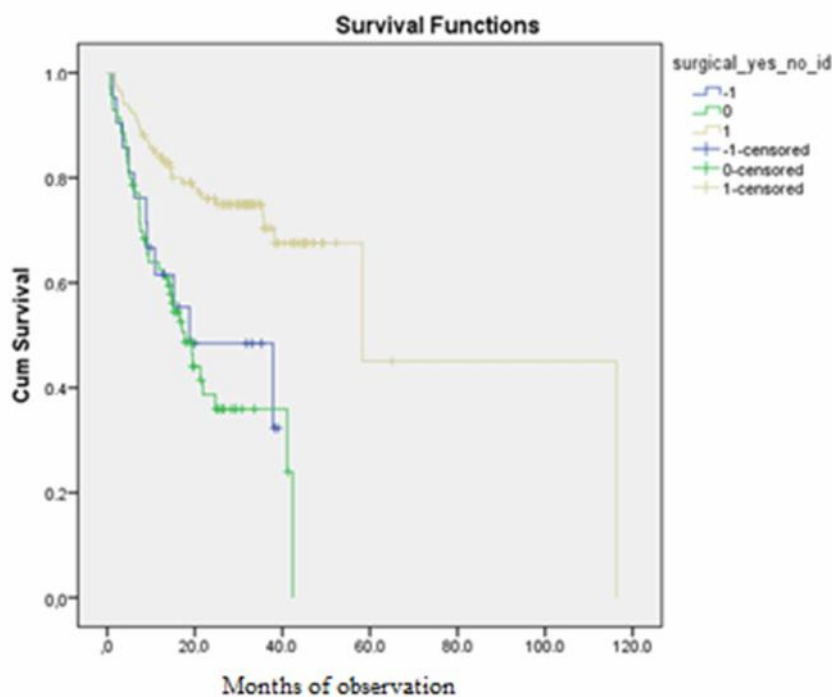 Survival Functions
surgical_yes_no_id
-1
0
1
-1-censored
0-censored
1-censored
Cum Survival
1.0
0.8
0.6
0.4
0.2
0,0
,0
20.0
40.0
60.0
80.0
100.0
120.0
Months of observation